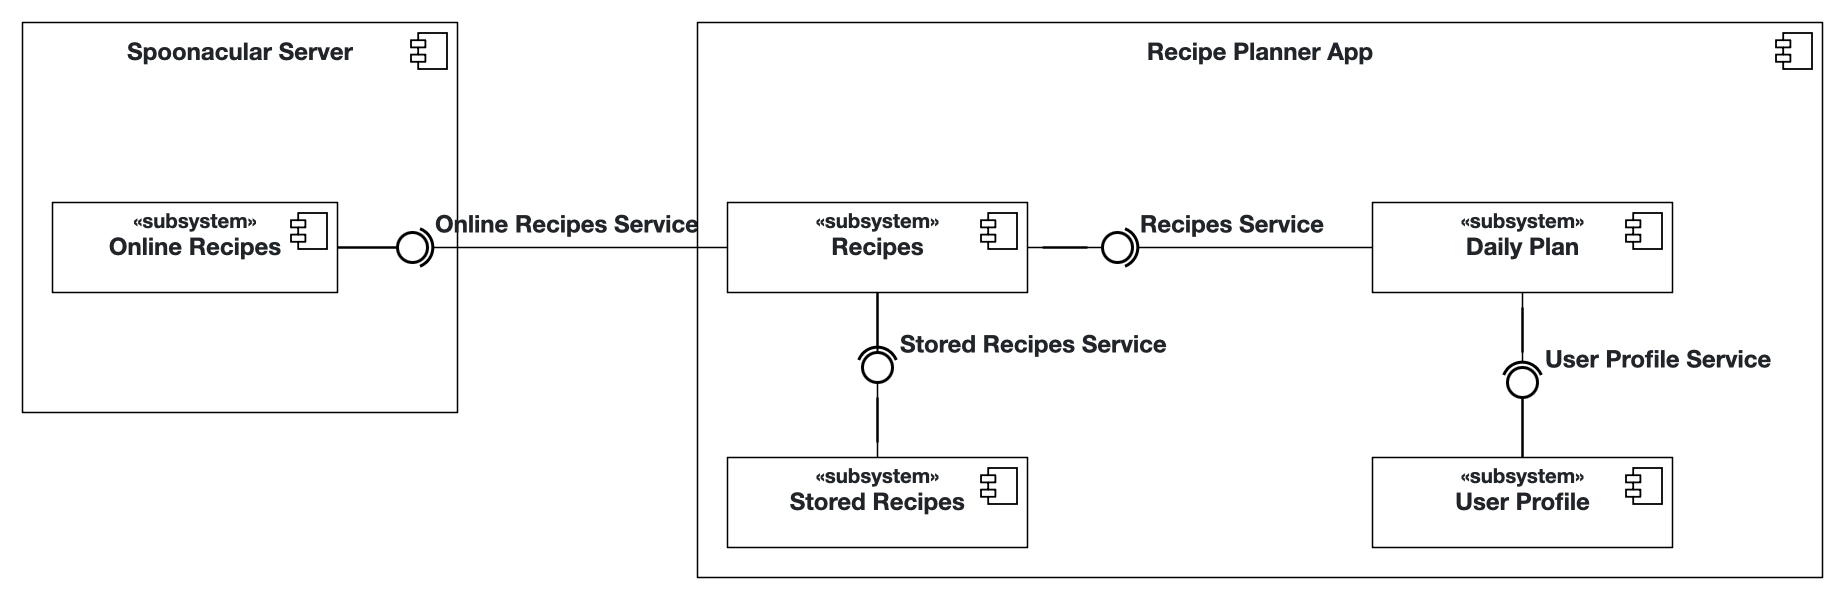 Spoonacular Server
Recipe Planner App
«subsystem»
Online Recipes
Online Recipes Service
«subsystem»
Recipes
Recipes Service
«subsystem»
Daily Plan
Stored Recipes Service
User Profile Service
«subsystem»
Stored Recipes
«subsystem»
User Profile